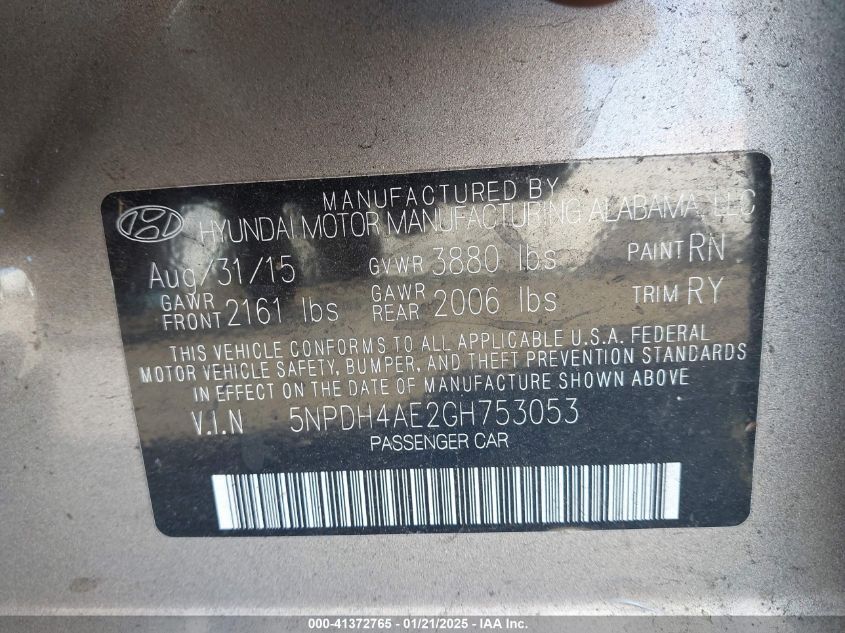 MANUFACTURED BY
HYUNDAI MOTOR MANUFACTURING ALABAMA, LLC
Aug/31/15 GVWR 3880 lbs PAINT RN
GAWR FRONT 2161 lbs GAWR REAR 2006 lbs TRIM RY
THIS VEHICLE CONFORMS TO ALL APPLICABLE U.S.A. FEDERAL
MOTOR VEHICLE SAFETY, BUMPER, AND THEFT PREVENTION STANDARDS
IN EFFECT ON THE DATE OF MANUFACTURE SHOWN ABOVE
V.I.N 5NPDH4AE2GH753053
PASSENGER CAR
000-41372765 - 01/21/2025 - IAA Inc.